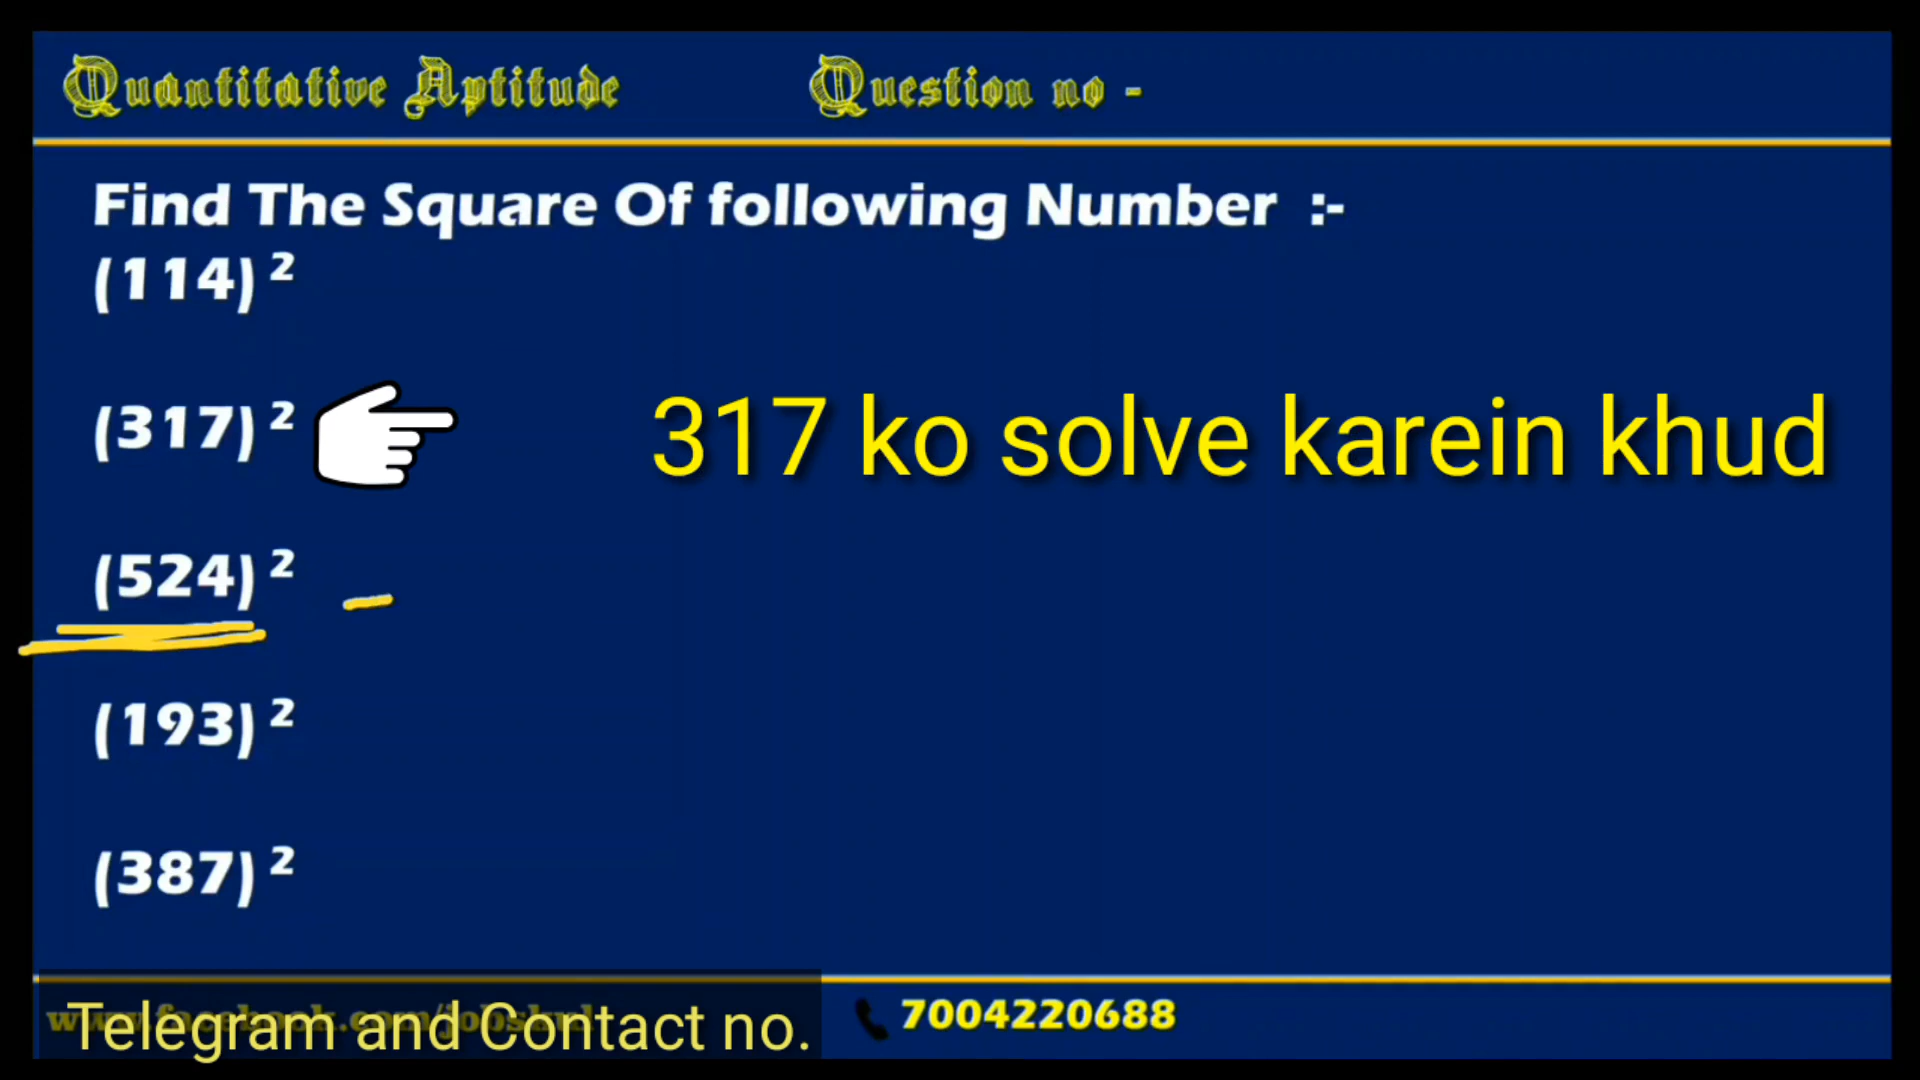 Quantitative Aptitude Question no -
Find The Square Of following Number :-
(114)²
(317)² 317 ko solve karein khud
(524)²
(193)²
(387)²
Telegram and Contact no. 7004220688